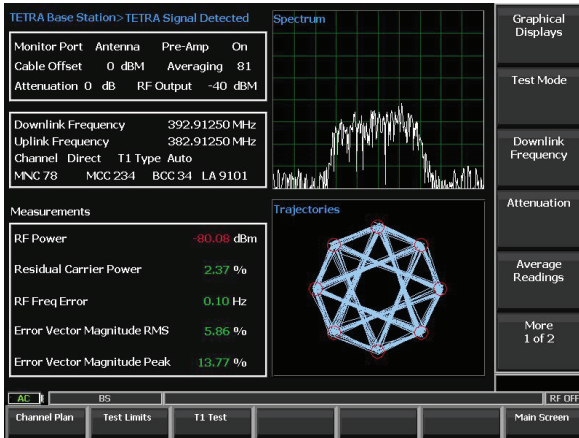 TETRA Base Station>TETRA Signal Detected
Monitor Port Antenna Pre-Amp On
Cable Offset 0 dBM Averaging 81
Attenuation 0 dB RF Output -40 dBM
Downlink Frequency 392.91250 MHz
Uplink Frequency 382.91250 MHz
Channel Direct T1 Type Auto
MNC 78 MCC 234 BCC 34 LA 9101
Measurements
RF Power -80.08 dBm
Residual Carrier Power 2.37 %
RF Freq Error 0.10 Hz
Error Vector Magnitude RMS 5.86 %
Error Vector Magnitude Peak 13.77 %
Spectrum
Trajectories
Graphical
Displays
Test Mode
Downlink
Frequency
Attenuation
Average
Readings
More
1 of 2
AC BS RF OFF
Channel Plan Test Limits T1 Test Main Screen